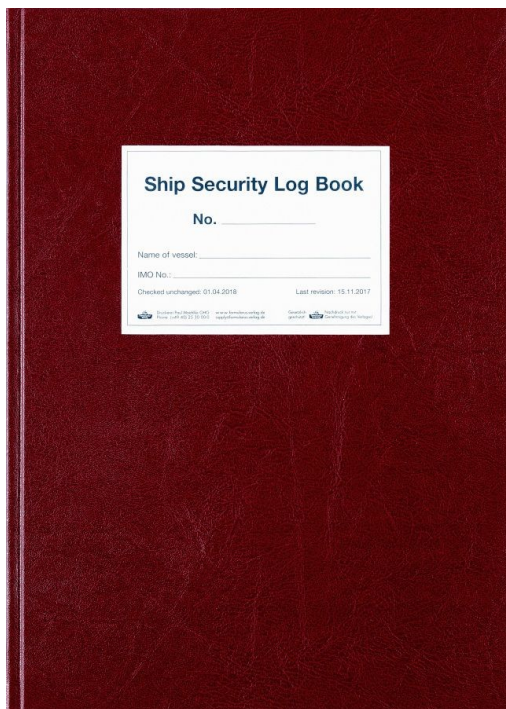 Ship Security Log Book
No.
Name of vessel:
IMO No.:
Checked unchanged: 01.04.2018 Last revision: 15.11.2017